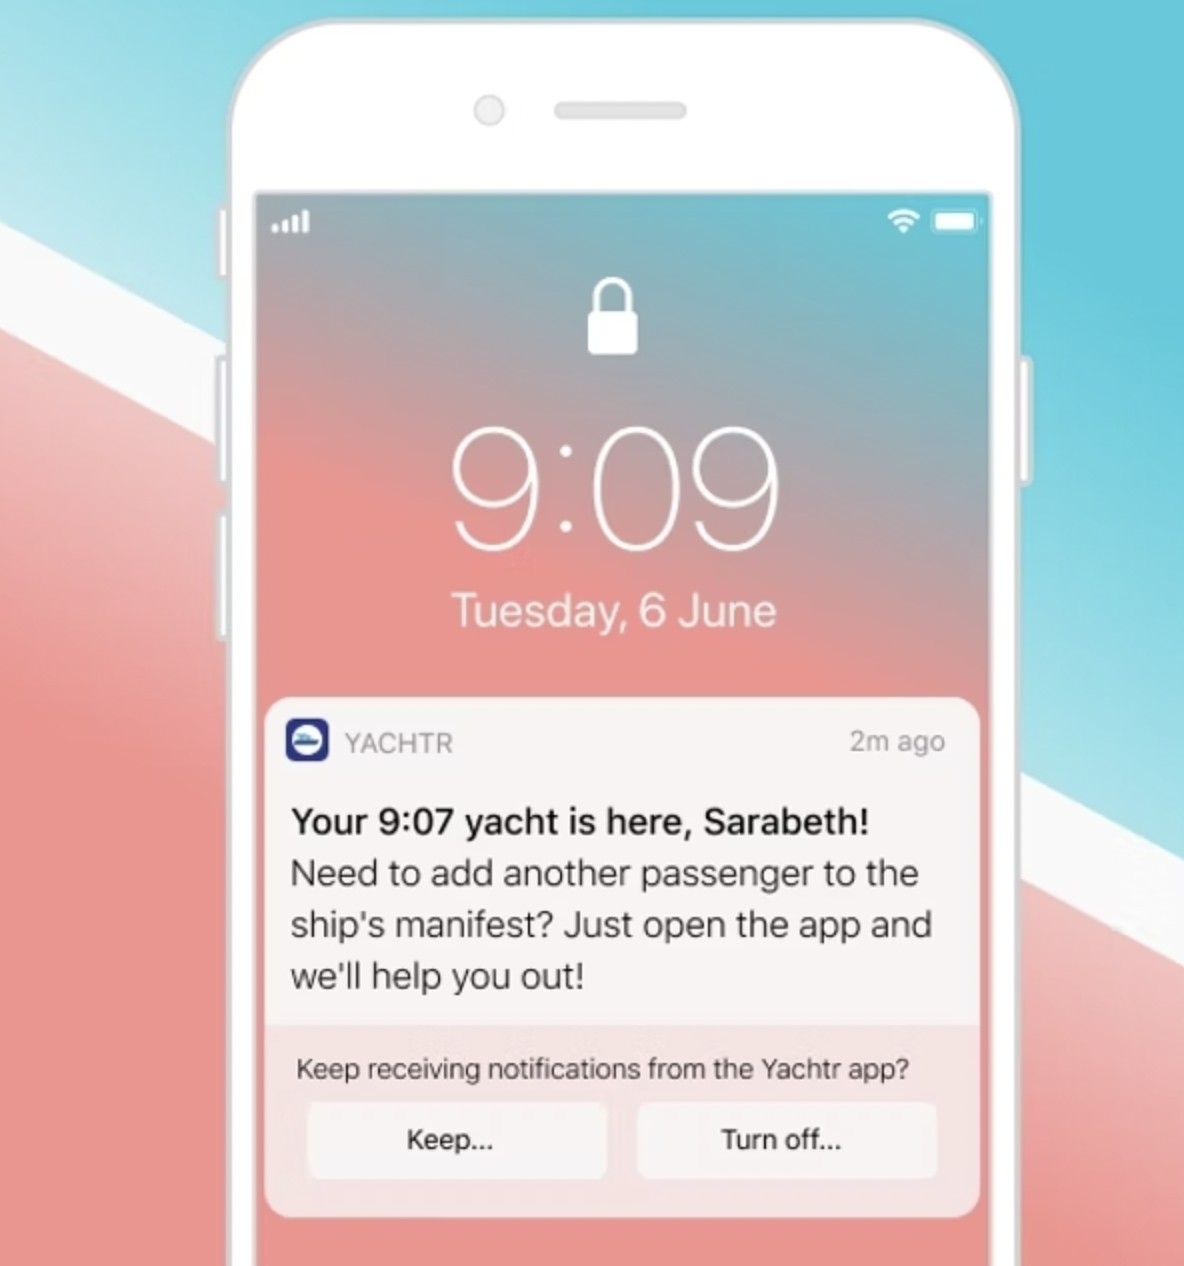 9:09
Tuesday, 6 June
YACHTR 2m ago
Your 9:07 yacht is here, Sarabeth!
Need to add another passenger to the
ship's manifest? Just open the app and
we'll help you out!
Keep receiving notifications from the Yachtr app?
Keep... Turn off...